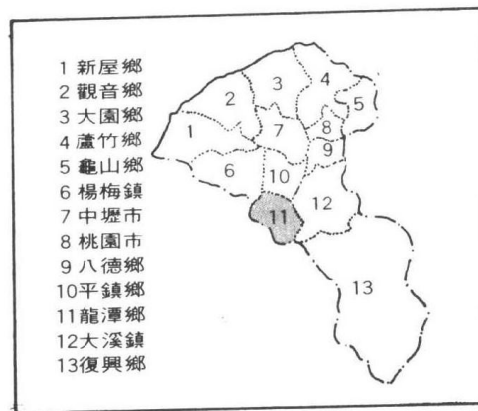 1 新屋鄉
2 觀音鄉
3 大園鄉
4 蘆竹鄉
5 龜山鄉
6 楊梅鎮
7 中壢市
8 桃園市
9 八德鄉
10 平鎮鄉
11 龍潭鄉
12 大溪鎮
13 復興鄉
3
4
2
5
7
8
1
9
6
10
12
11
13